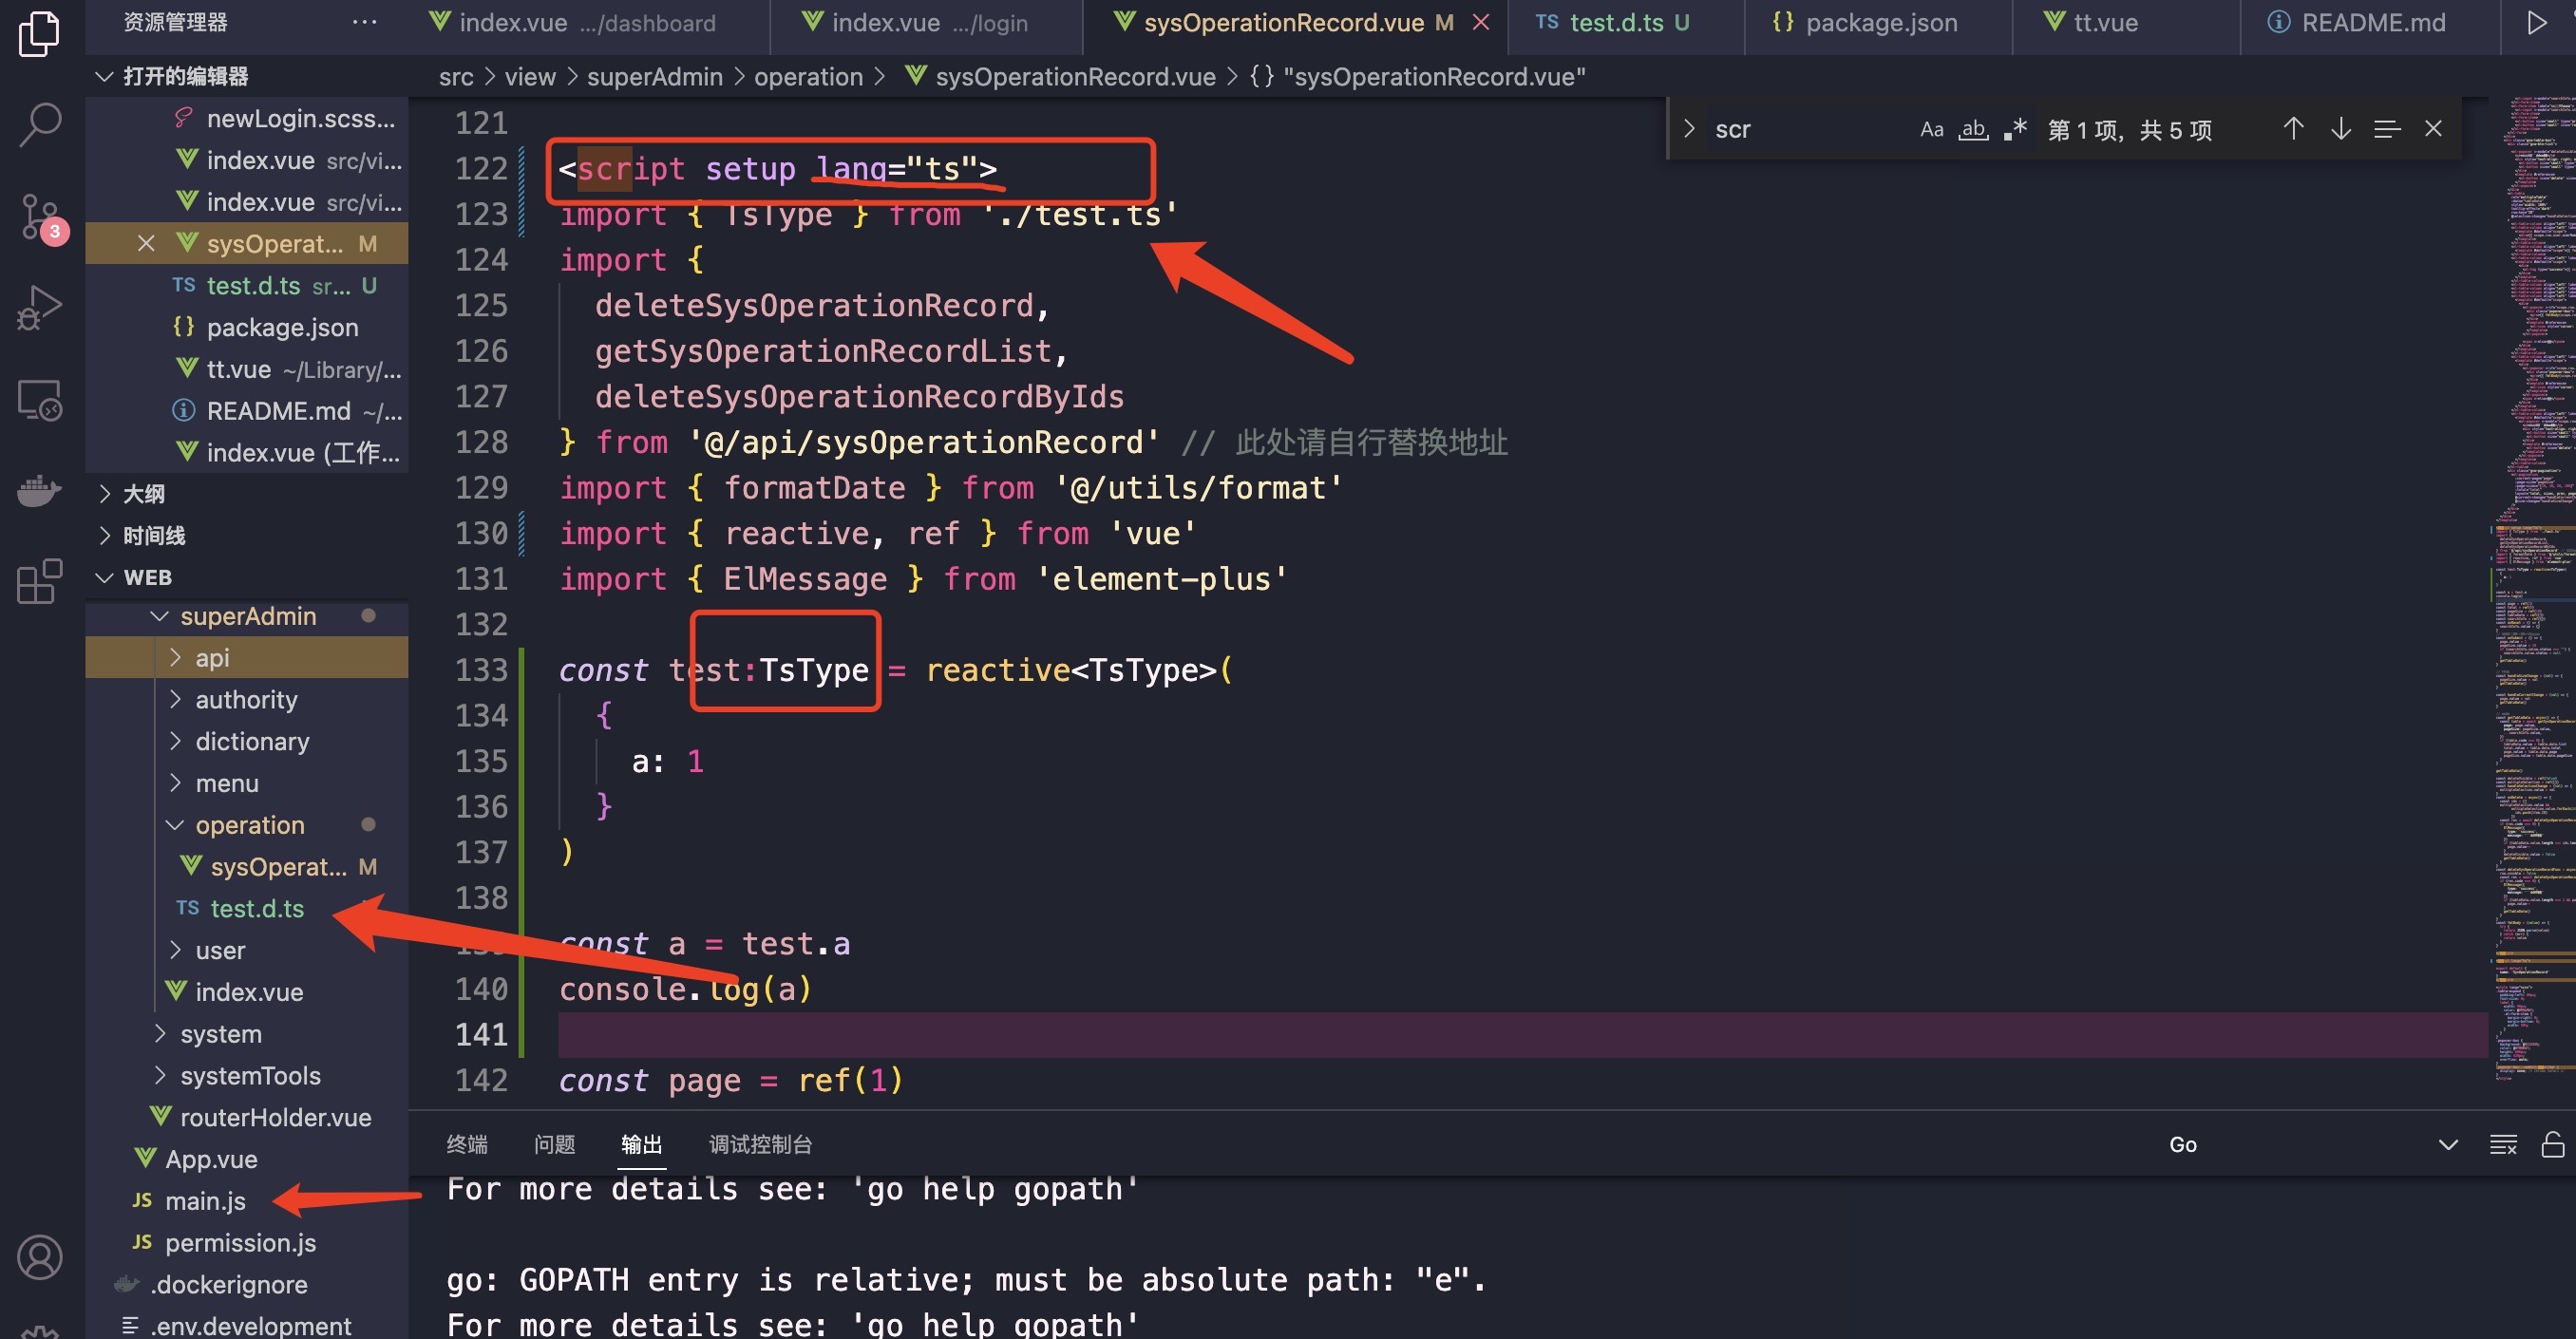 资源管理器 ···
index.vue .../dashboard
index.vue .../login
sysOperationRecord.vue M
TS test.d.ts U
{} package.json
tt.vue
README.md
打开的编辑器
newLogin.scss...
index.vue src/vi...
index.vue src/vi...
sysOperat... M
TS test.d.ts sr... U
{} package.json
tt.vue ~/Library/...
README.md ~/...
index.vue (工作...
大纲
时间线
WEB
superAdmin
api
authority
dictionary
menu
operation
sysOperat... M
TS test.d.ts
user
index.vue
system
systemTools
routerHolder.vue
App.vue
JS main.js
JS permission.js
.dockerignore
.env.development
3
src > view > superAdmin > operation > sysOperationRecord.vue > {} "sysOperationRecord.vue"
scr Aa ab .* 第 1 项，共 5 项
121
122 <script setup lang="ts">
123 import { TsType } from './test.ts'
124 import {
125 deleteSysOperationRecord,
126 getSysOperationRecordList,
127 deleteSysOperationRecordByIds
128 } from '@/api/sysOperationRecord' // 此处请自行替换地址
129 import { formatDate } from '@/utils/format'
130 import { reactive, ref } from 'vue'
131 import { ElMessage } from 'element-plus'
132
133 const test:TsType = reactive<TsType>(
134 {
135 a: 1
136 }
137 )
138
139 const a = test.a
140 console.log(a)
141
142 const page = ref(1)
终端 问题 输出 调试控制台 Go
For more details see: 'go help gopath'
go: GOPATH entry is relative; must be absolute path: "e".
For more details see: 'go help gopath'